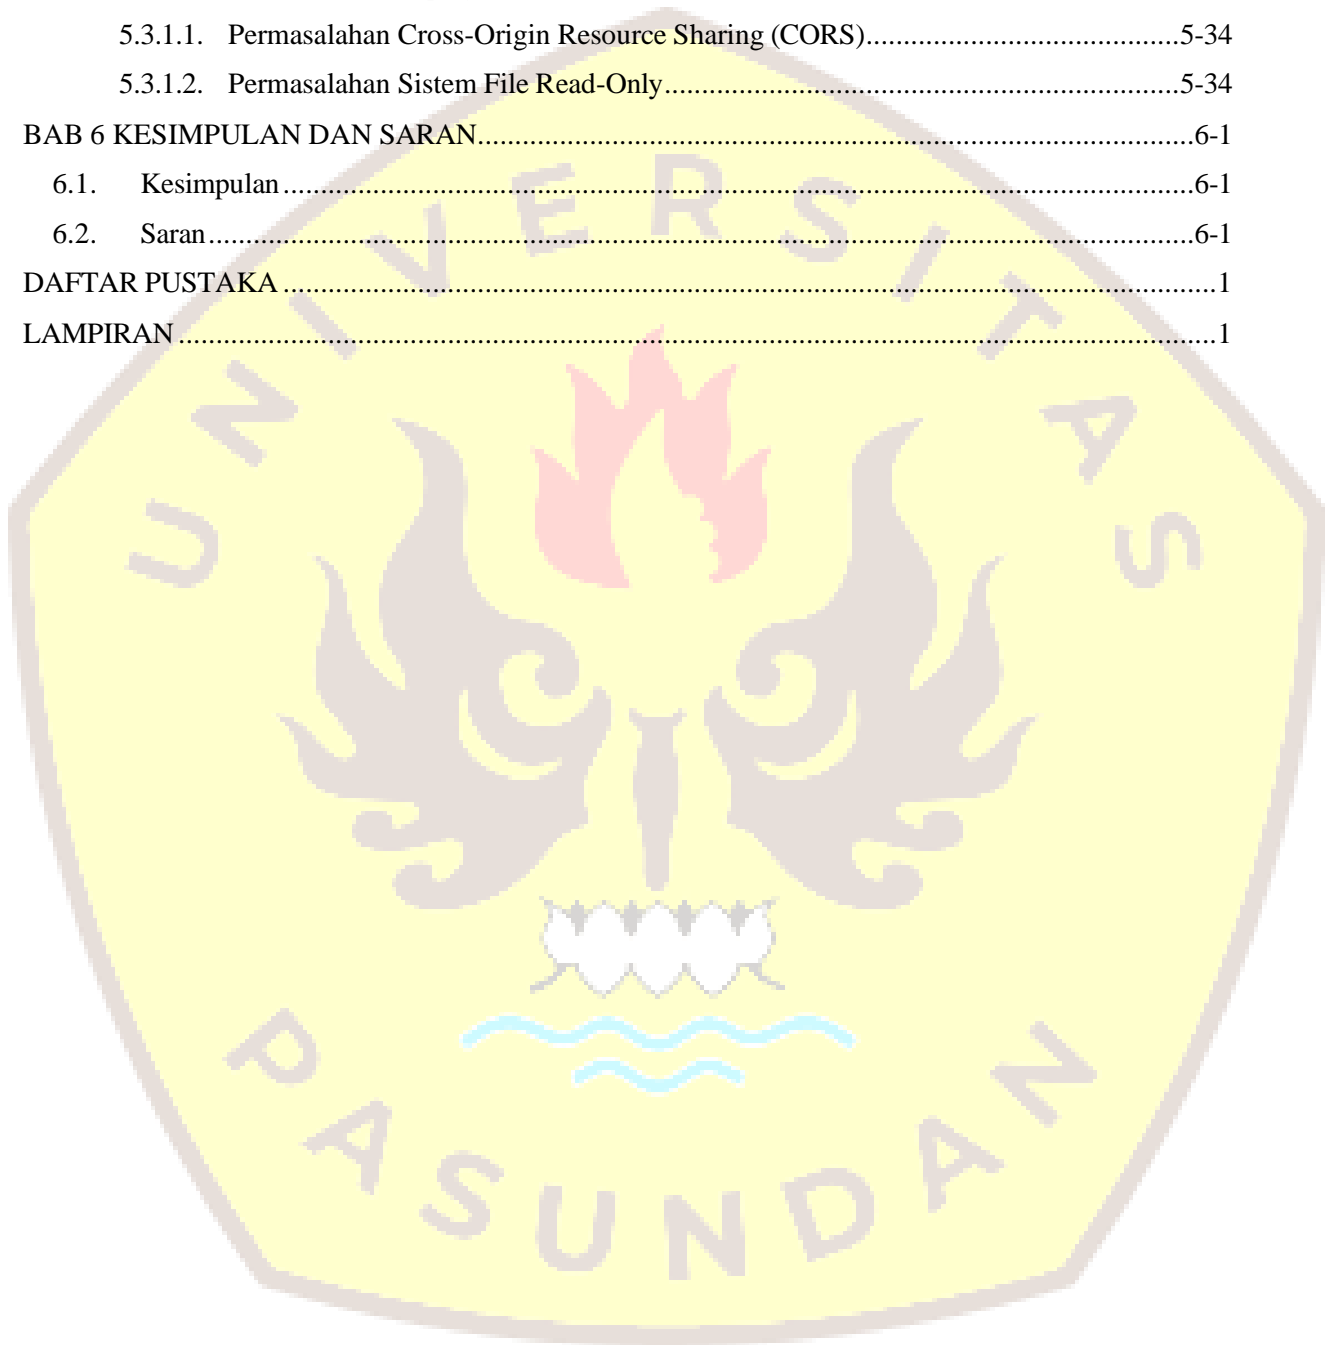 5.3.1.1. Permasalahan Cross-Origin Resource Sharing (CORS)..........................................5-34
5.3.1.2. Permasalahan Sistem File Read-Only.....................................................................5-34
BAB 6 KESIMPULAN DAN SARAN................................................................................................6-1
6.1. Kesimpulan............................................................................................................................6-1
6.2. Saran......................................................................................................................................6-1
DAFTAR PUSTAKA............................................................................................................................1
LAMPIRAN..........................................................................................................................................1
UNIVERSITAS
PASUNDAN